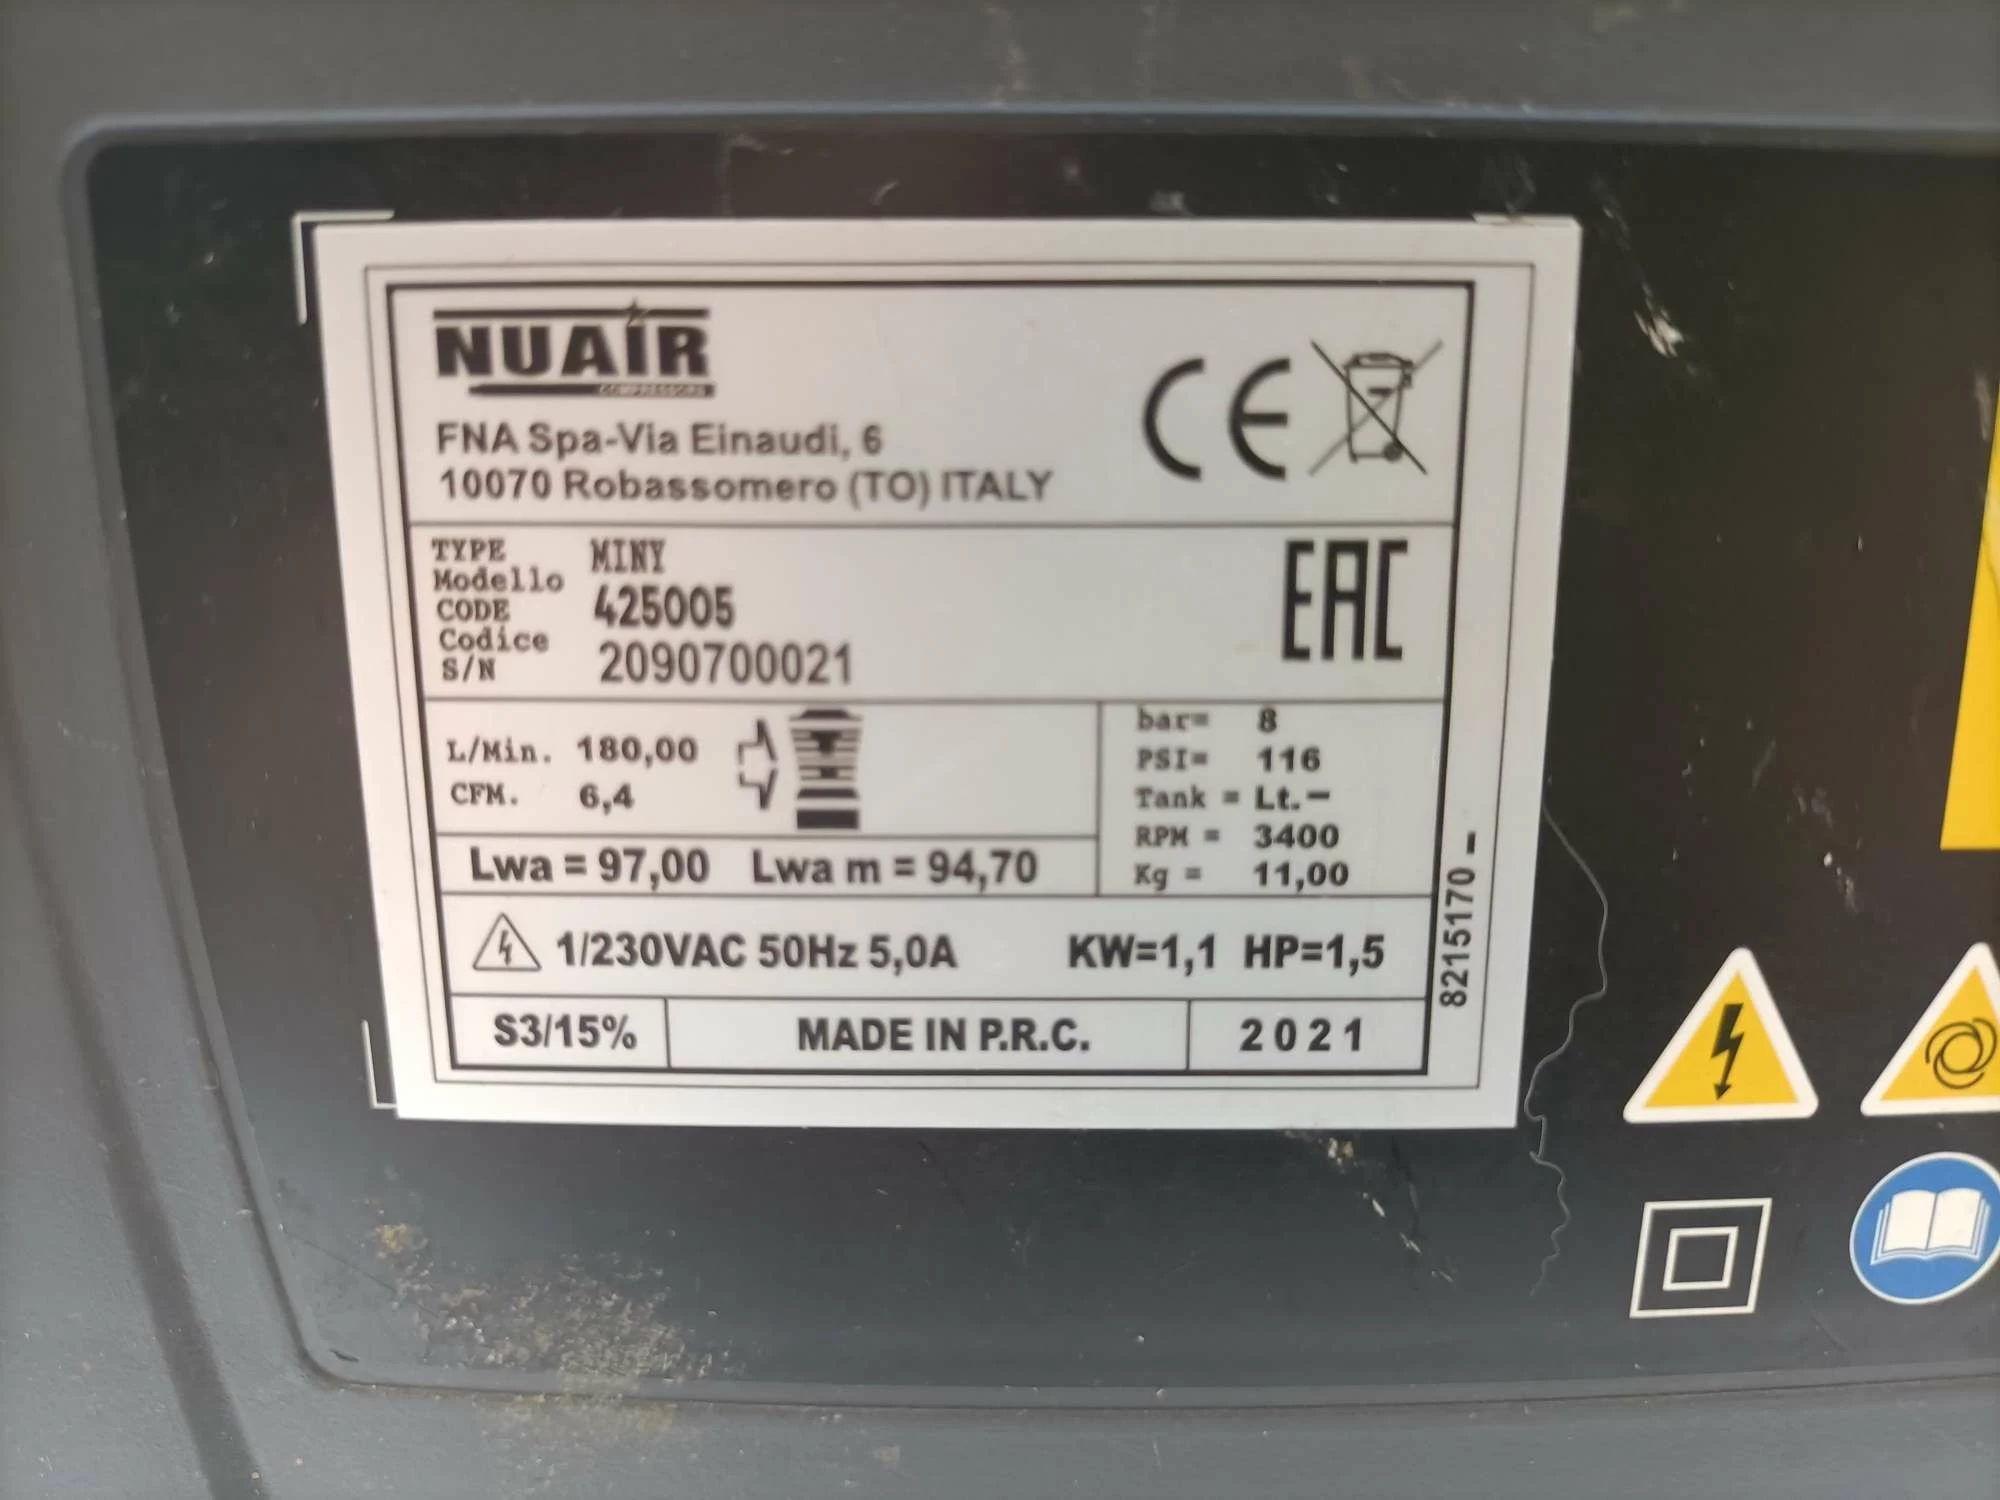 NUAIR
COMPRESSORS
FNA Spa-Via Einaudi, 6
10070 Robassomero (TO) ITALY
CE
TYPE MINY
Modello
CODE 425005
Codice
S/N 2090700021
EAC
L/Min. 180,00
CFM. 6,4
bar= 8
PSI= 116
Tank = Lt.-
RPM = 3400
Kg = 11,00
Lwa = 97,00 Lwa m = 94,70
1/230VAC 50Hz 5,0A KW=1,1 HP=1,5
S3/15% MADE IN P.R.C. 2021
8215170 -